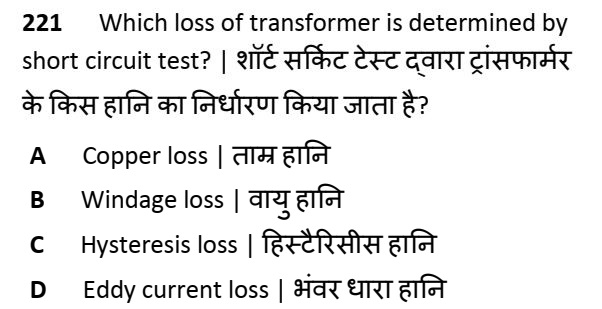 221 Which loss of transformer is determined by
short circuit test? | शॉर्ट सर्किट टेस्ट द्वारा ट्रांसफार्मर
के किस हानि का निर्धारण किया जाता है?
A Copper loss | ताम्र हानि
B Windage loss | वायु हानि
C Hysteresis loss | हिस्टैरिसीस हानि
D Eddy current loss | भंवर धारा हानि